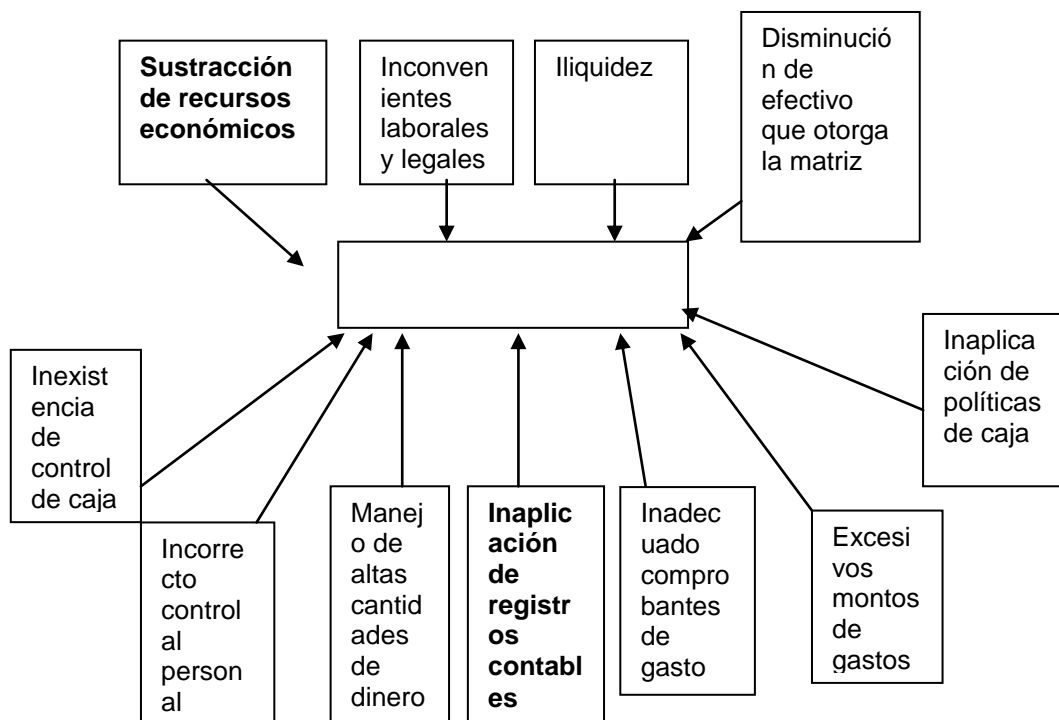 Sustracción
de recursos
económicos
Inconven
ientes
laborales
y legales
Iliquidez
Disminució
n de
efectivo
que otorga
la matriz
Inaplica
ción de
políticas
de caja
Inexist
encia
de
control
de caja
Incorre
cto
control
al
person
al
Manej
o de
altas
cantid
ades
de
dinero
Inaplic
ación
de
registr
os
contabl
es
Inadec
uado
compro
bantes
de
gasto
Excesi
vos
montos
de
gastos